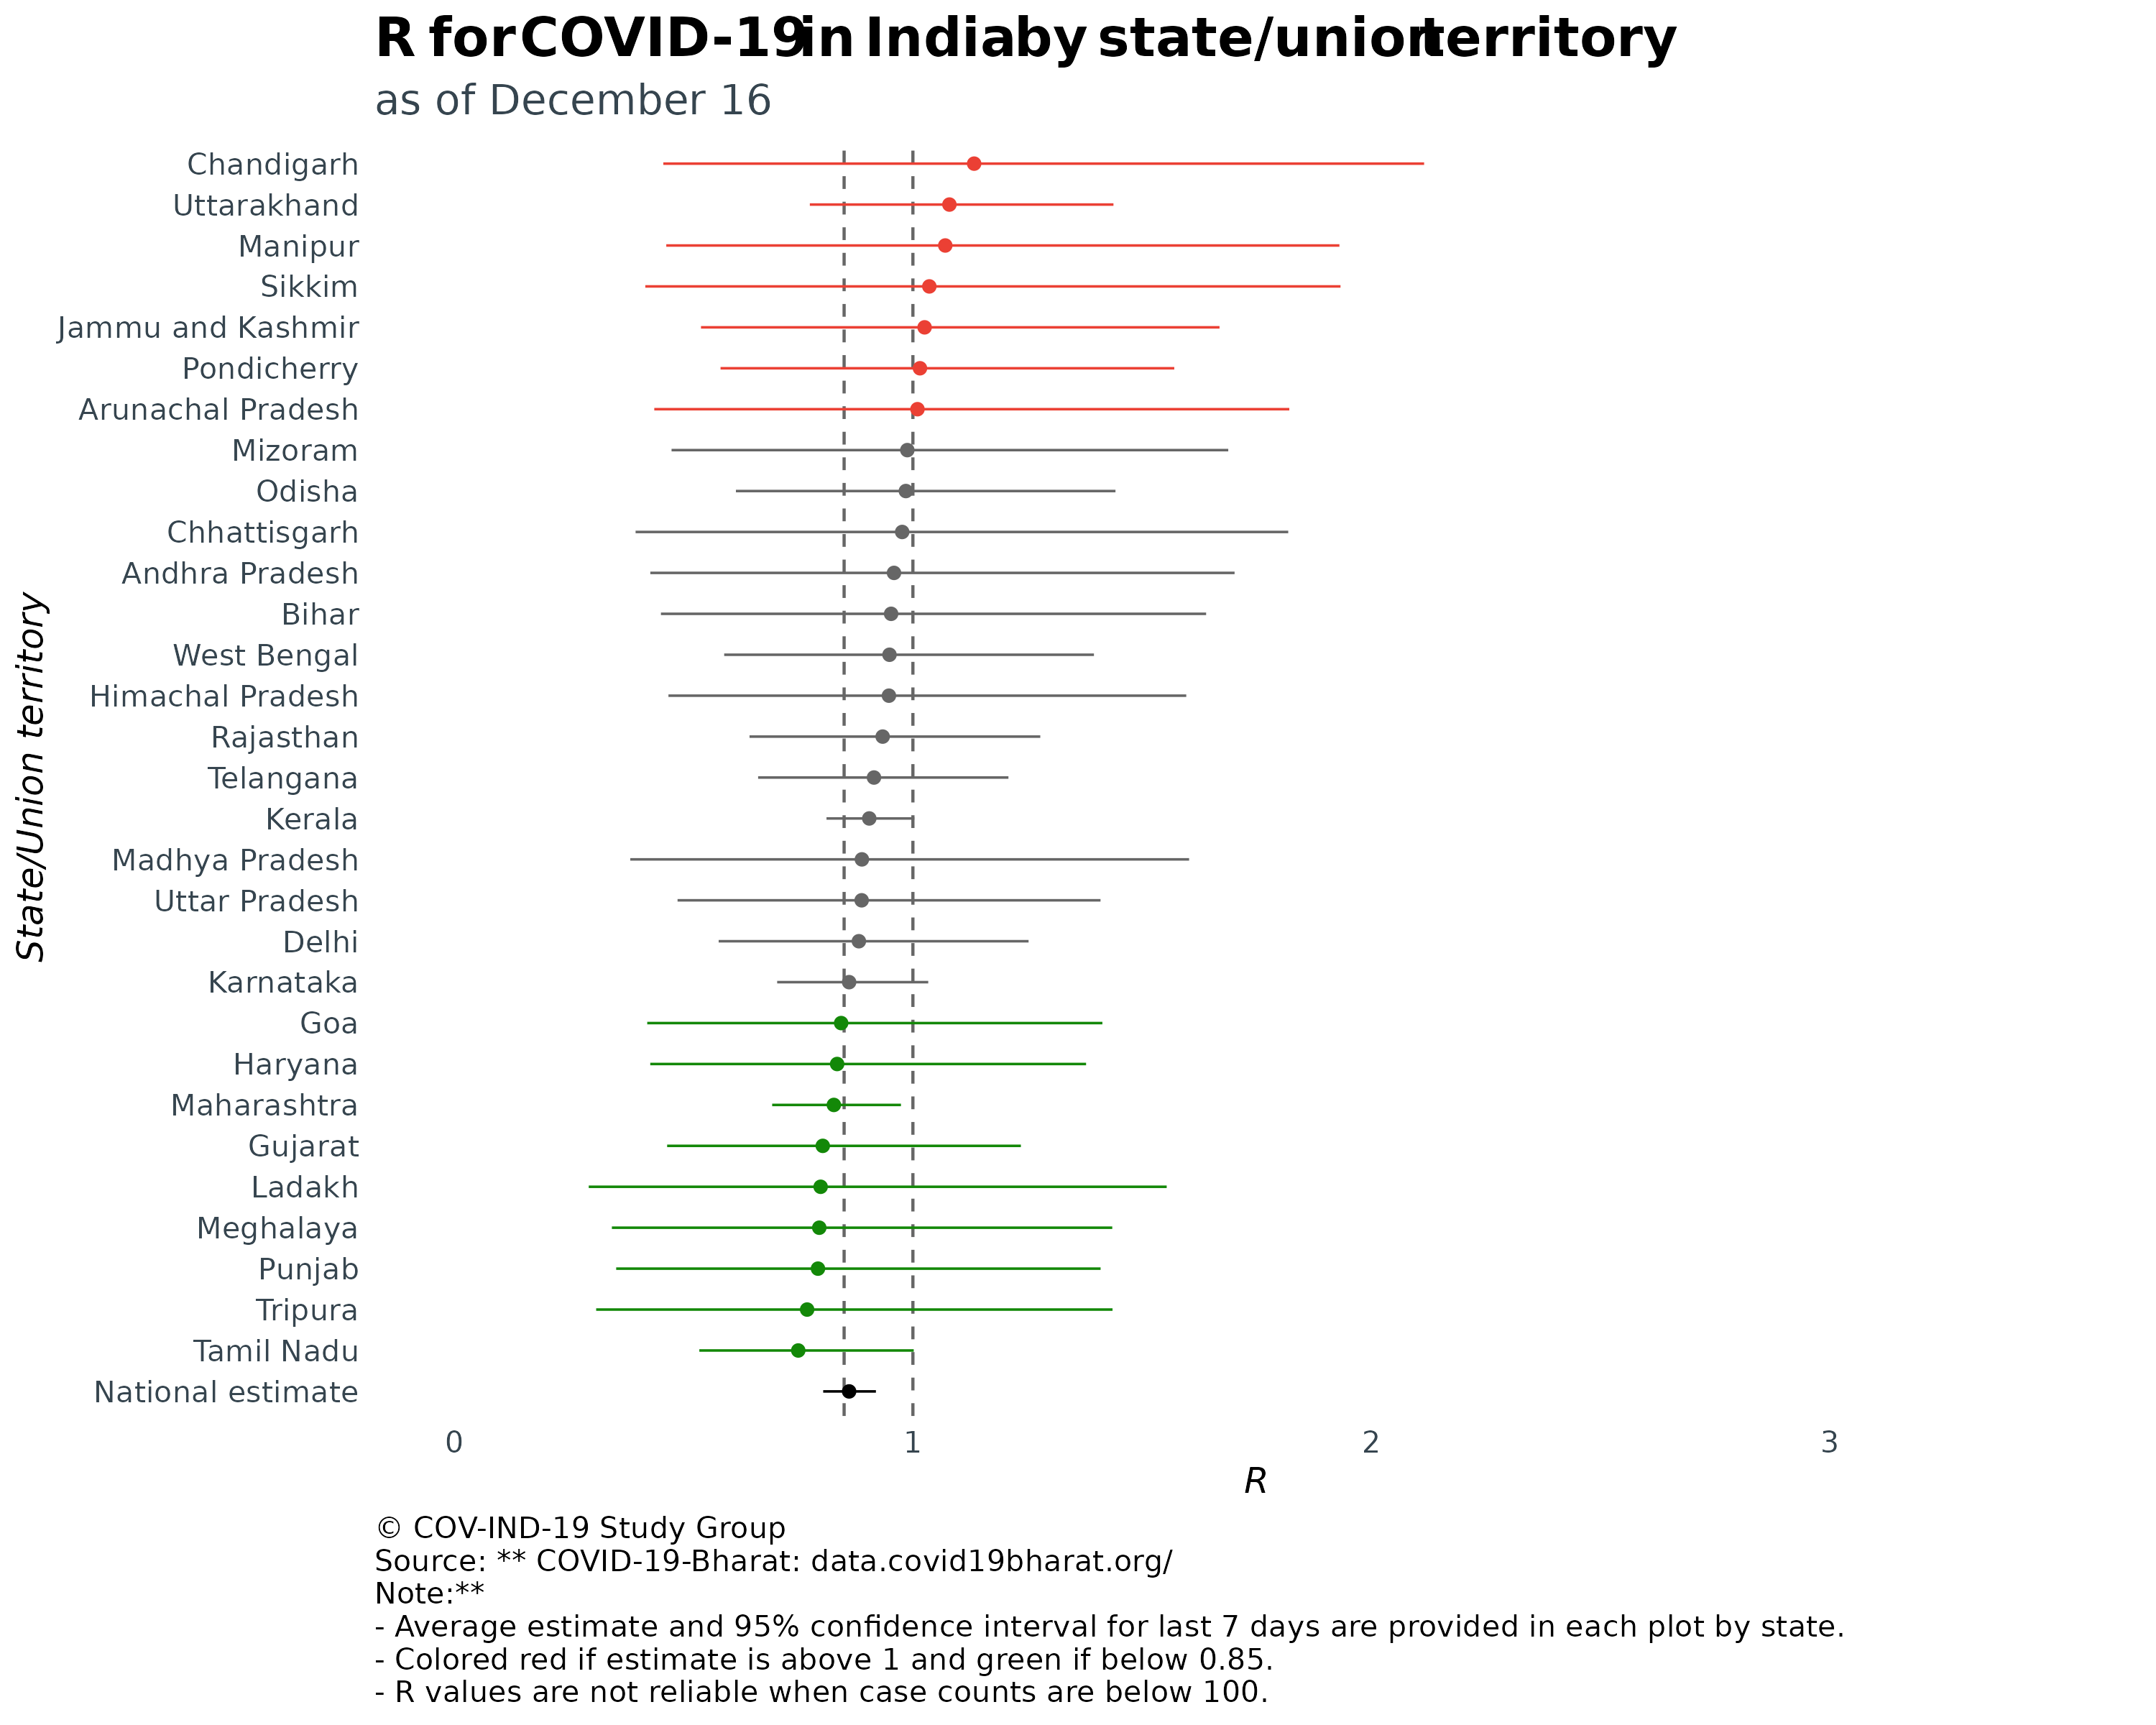 R for COVID-19 in India by state/union territory
as of December 16
Chandigarh
Uttarakhand
Manipur
Sikkim
Jammu and Kashmir
Pondicherry
Arunachal Pradesh
Mizoram
Odisha
Chhattisgarh
Andhra Pradesh
Bihar
West Bengal
Himachal Pradesh
Rajasthan
Telangana
Kerala
Madhya Pradesh
Uttar Pradesh
Delhi
Karnataka
Goa
Haryana
Maharashtra
Gujarat
Ladakh
Meghalaya
Punjab
Tripura
Tamil Nadu
National estimate
State/Union territory
0 1 2 3
R
© COV-IND-19 Study Group
Source: ** COVID-19-Bharat: data.covid19bharat.org/
Note:**
- Average estimate and 95% confidence interval for last 7 days are provided in each plot by state.
- Colored red if estimate is above 1 and green if below 0.85.
- R values are not reliable when case counts are below 100.